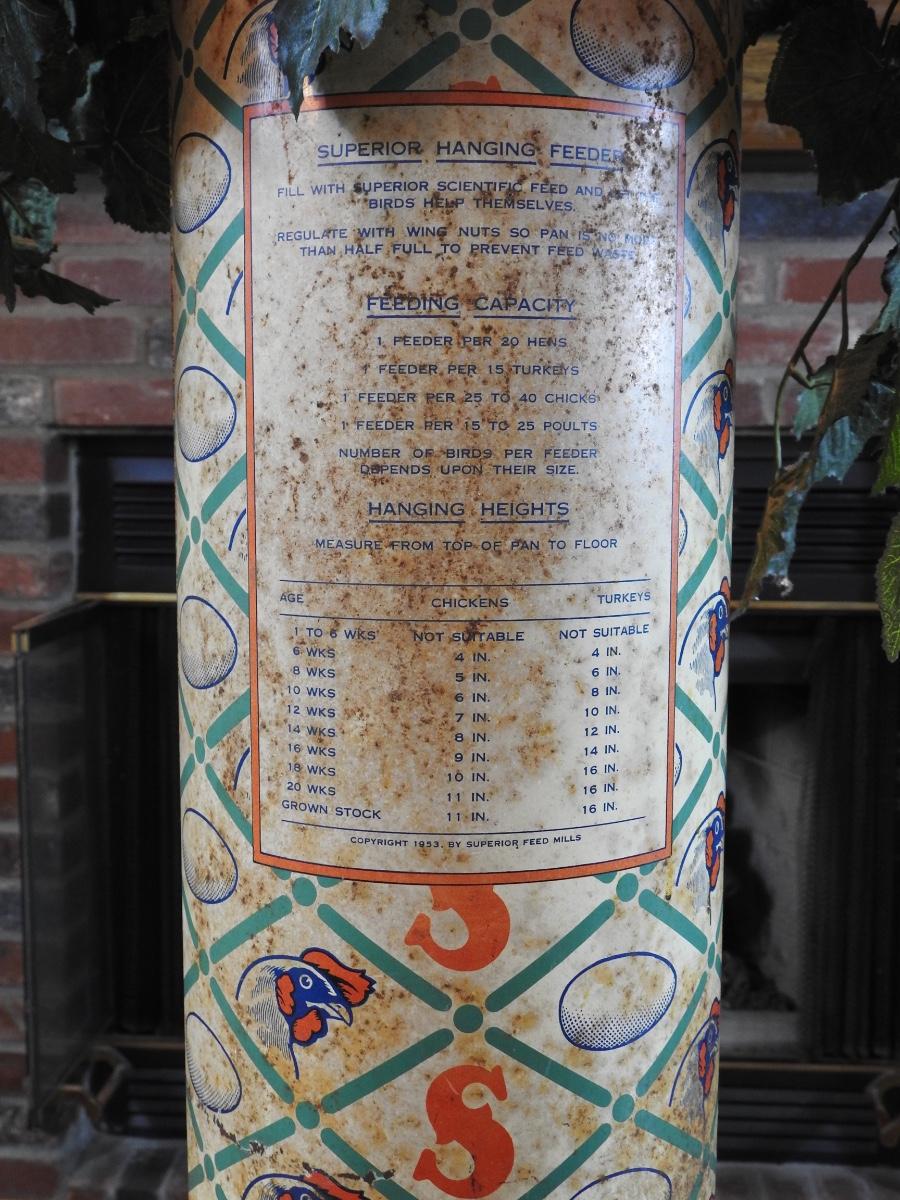 SUPERIOR HANGING FEEDER
FILL WITH SUPERIOR SCIENTIFIC FEED AND
BIRDS HELP THEMSELVES.
REGULATE WITH WING NUTS SO PAN IS NO MORE
THAN HALF FULL TO PREVENT FEED WASTE
FEEDING CAPACITY
1 FEEDER PER 20 HENS
1 FEEDER PER 15 TURKEYS
1 FEEDER PER 25 TO 40 CHICKS
1 FEEDER PER 15 TO 25 POULTS
NUMBER OF BIRDS PER FEEDER
DEPENDS UPON THEIR SIZE.
HANGING HEIGHTS
MEASURE FROM TOP OF PAN TO FLOOR
AGE CHICKENS TURKEYS
1 TO 6 WKS NOT SUITABLE NOT SUITABLE
6 WKS 4 IN. 4 IN.
8 WKS 5 IN. 6 IN.
10 WKS 6 IN. 8 IN.
12 WKS 7 IN. 10 IN.
14 WKS 8 IN. 12 IN.
16 WKS 9 IN. 14 IN.
18 WKS 10 IN. 16 IN.
20 WKS 11 IN. 16 IN.
GROWN STOCK 11 IN. 16 IN.
COPYRIGHT 1953, BY SUPERIOR FEED MILLS
S
S